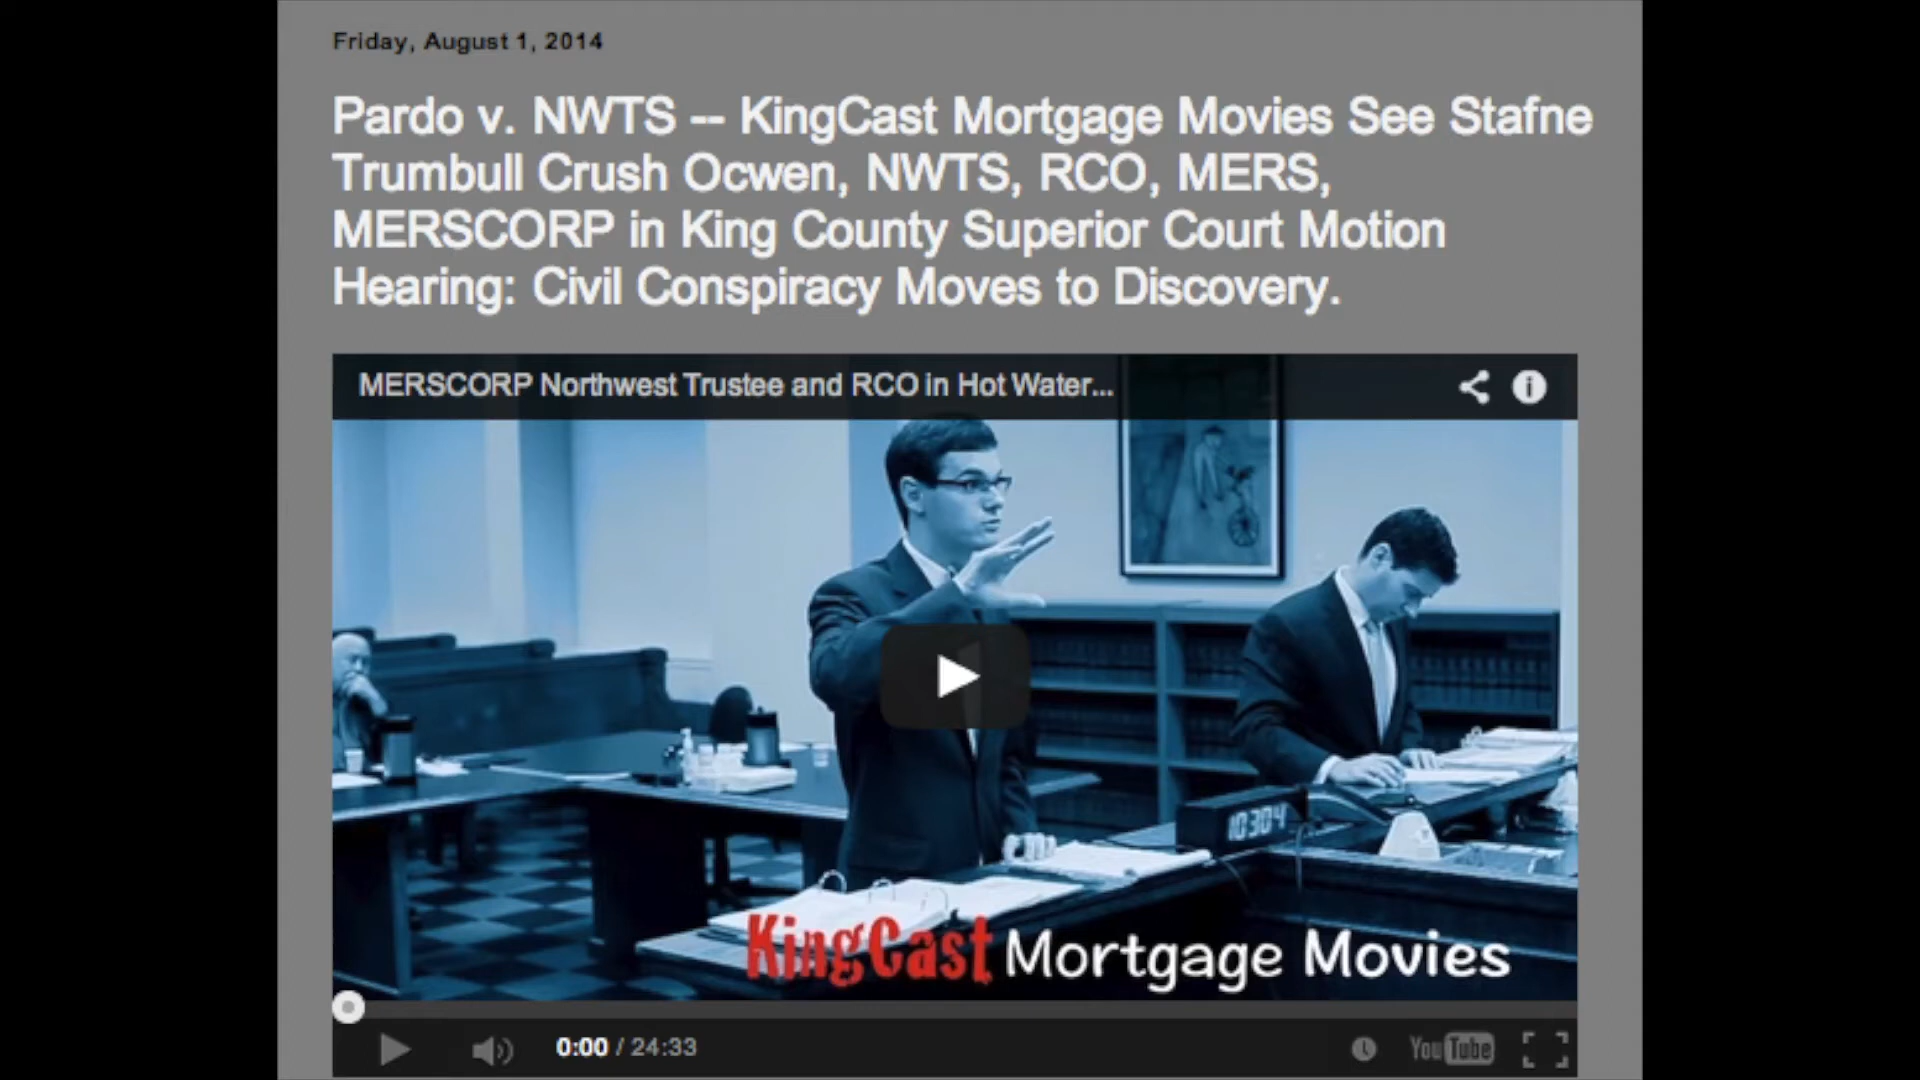 Friday, August 1, 2014
Pardo v. NWTS -- KingCast Mortgage Movies See Stafne
Trumbull Crush Ocwen, NWTS, RCO, MERS,
MERSCORP in King County Superior Court Motion
Hearing: Civil Conspiracy Moves to Discovery.
MERSCORP Northwest Trustee and RCO in Hot Water...
10304
KingCast Mortgage Movies
0:00 / 24:33
YouTube